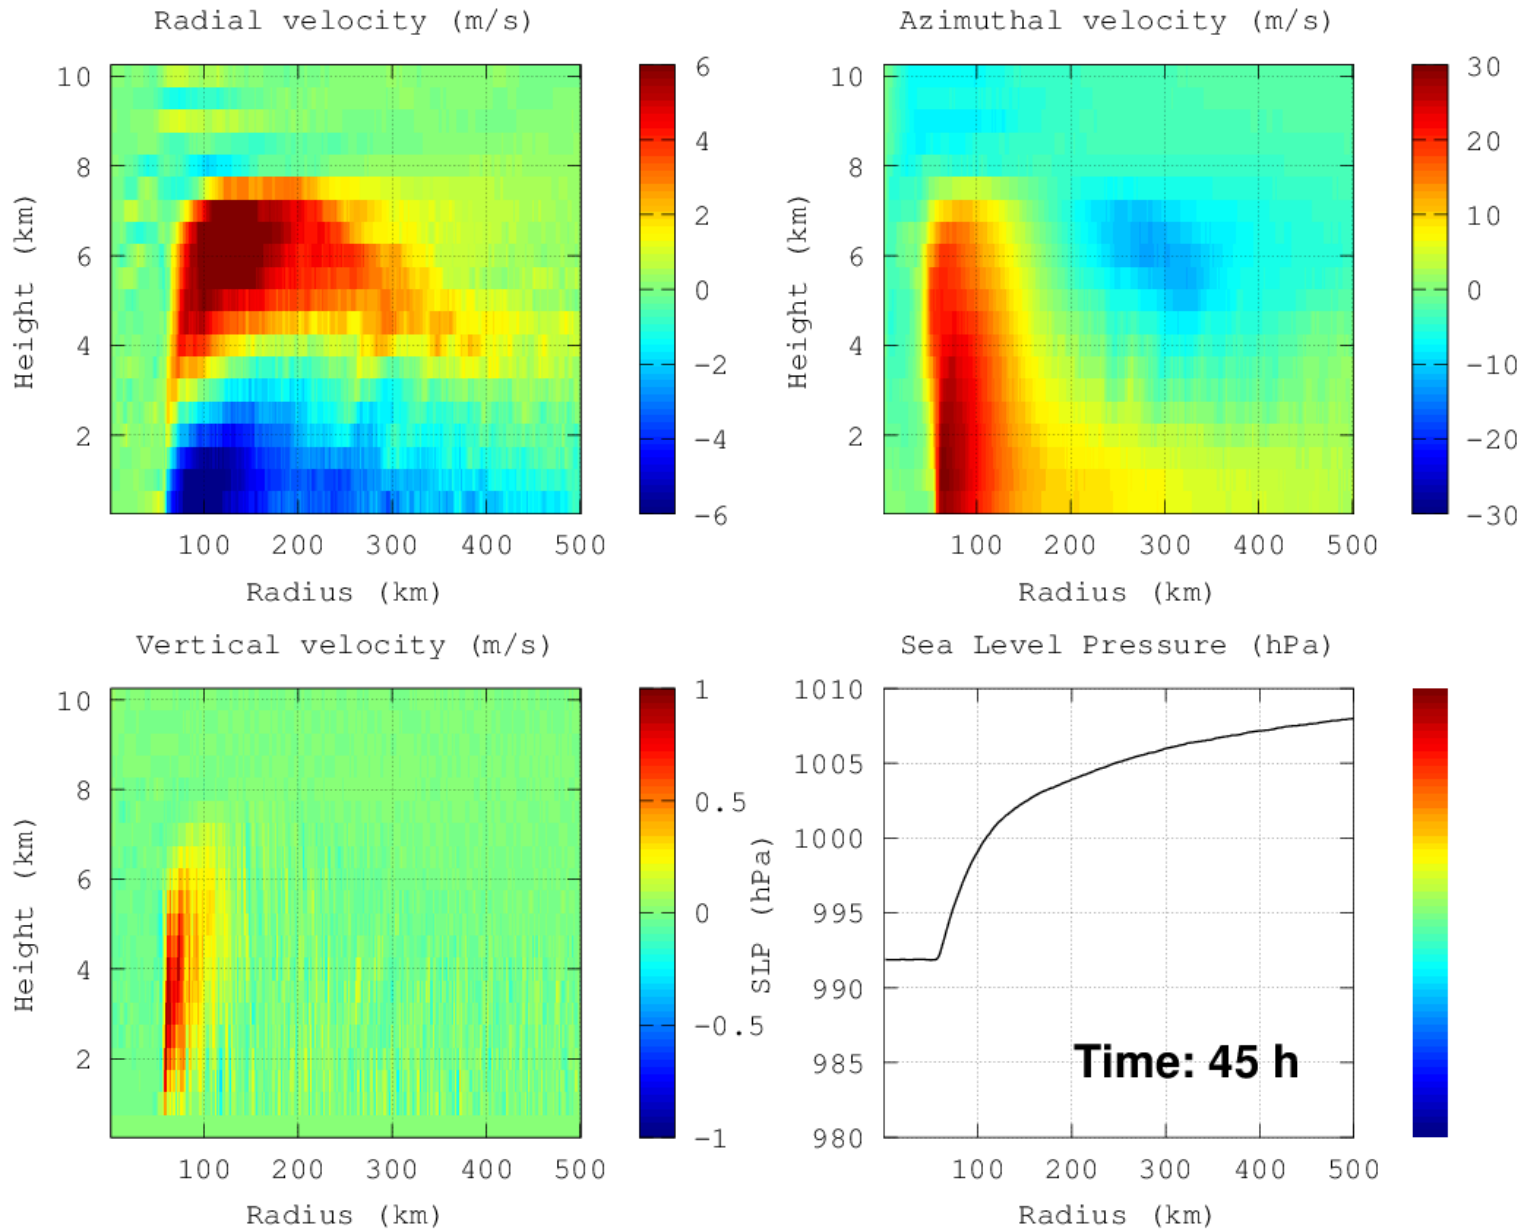 Radial velocity (m/s)
10
8
6
4
2
Height (km)
100 200 300 400 500
Radius (km)
6
4
2
0
-2
-4
-6
Azimuthal velocity (m/s)
10
8
6
4
2
Height (km)
100 200 300 400 500
Radius (km)
30
20
10
0
-10
-20
-30
Vertical velocity (m/s)
10
8
6
4
2
Height (km)
100 200 300 400 500
Radius (km)
1
0.5
0
-0.5
-1
Sea Level Pressure (hPa)
1010
1005
1000
995
990
985
980
SLP (hPa)
Time: 45 h
100 200 300 400 500
Radius (km)